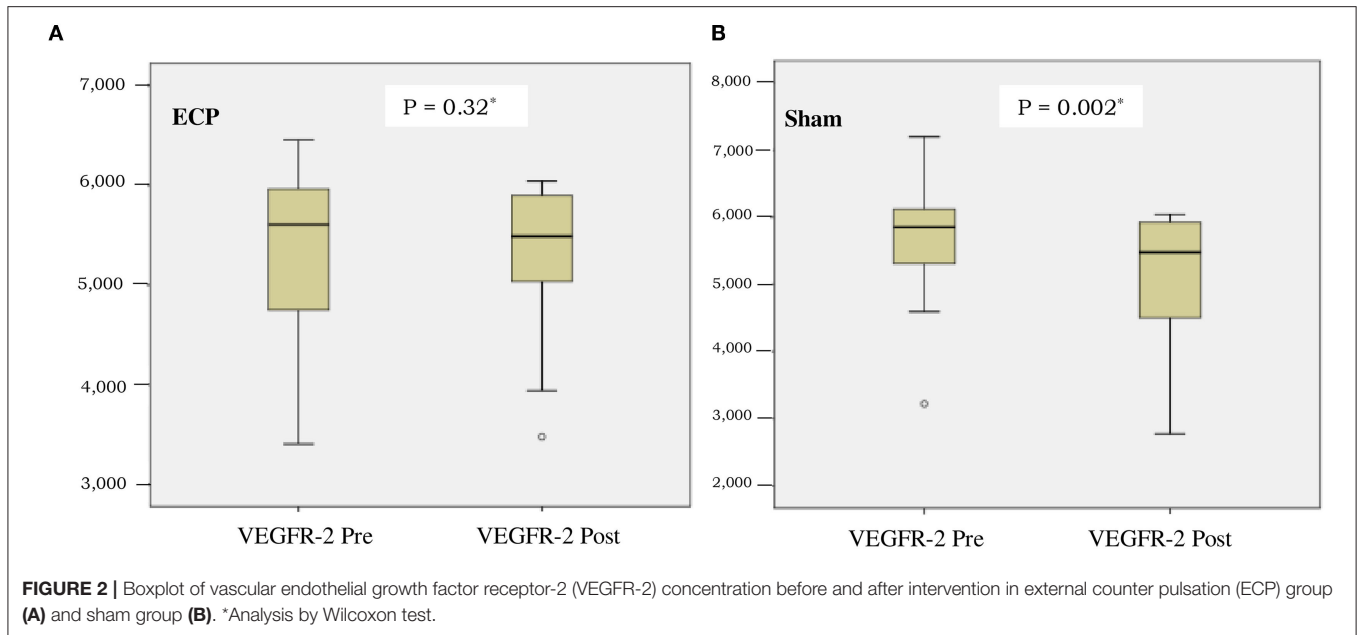 A
7,000
6,000
5,000
4,000
3,000
ECP
P = 0.32*
VEGFR-2 Pre
VEGFR-2 Post
B
8,000
7,000
6,000
5,000
4,000
3,000
2,000
Sham
P = 0.002*
VEGFR-2 Pre
VEGFR-2 Post
FIGURE 2 | Boxplot of vascular endothelial growth factor receptor-2 (VEGFR-2) concentration before and after intervention in external counter pulsation (ECP) group
(A) and sham group (B). *Analysis by Wilcoxon test.